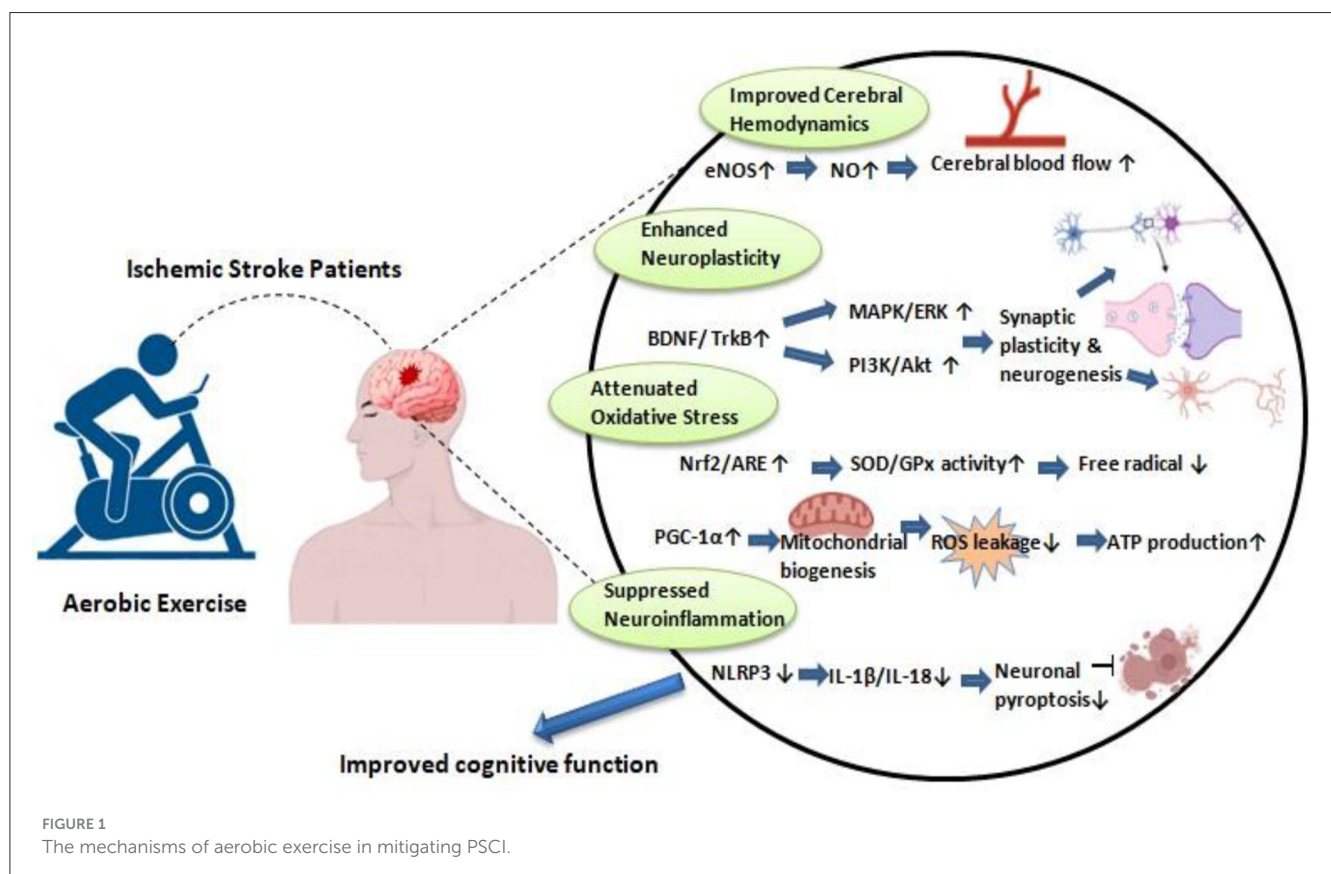 Improved Cerebral
Hemodynamics
eNOS↑ NO↑ Cerebral blood flow ↑
Enhanced
Neuroplasticity
BDNF/ TrkB↑
MAPK/ERK ↑
PI3K/Akt ↑
Synaptic
plasticity &
neurogenesis
Attenuated
Oxidative Stress
Nrf2/ARE ↑ SOD/GPx activity↑ Free radical ↓
PGC-1α↑ Mitochondrial
biogenesis
ROS leakage↓ ATP production↑
Suppressed
Neuroinflammation
NLRP3 ↓ IL-1β/IL-18↓ Neuronal
pyroptosis↓
Ischemic Stroke Patients
Aerobic Exercise
Improved cognitive function
FIGURE 1
The mechanisms of aerobic exercise in mitigating PSCI.